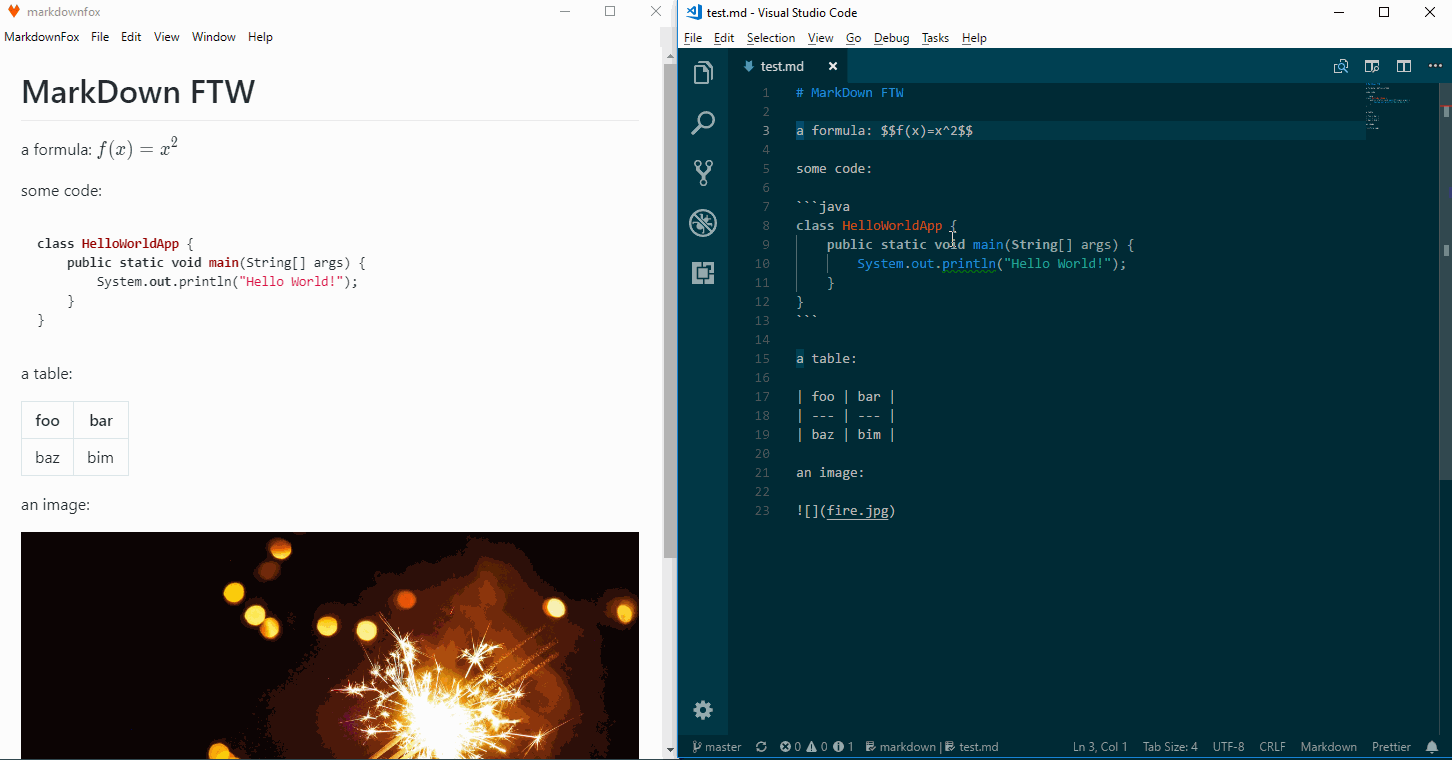 markdownfox
MarkdownFox File Edit View Window Help
MarkDown FTW
a formula: f(x) = x²
some code:
class HelloWorldApp {
    public static void main(String[] args) {
        System.out.println("Hello World!");
    }
}
a table:
foo bar
baz bim
an image:
test.md - Visual Studio Code
File Edit Selection View Go Debug Tasks Help
test.md
1 # MarkDown FTW
2
3 a formula: $$f(x)=x^2$$
4
5 some code:
6
7 ```java
8 class HelloWorldApp {
9     public static void main(String[] args) {
10         System.out.println("Hello World!");
11     }
12 }
13 ```
14
15 a table:
16
17 | foo | bar |
18 | --- | --- |
19 | baz | bim |
20
21 an image:
22
23 ![](fire.jpg)
master 0 0 1 markdown | test.md Ln 3, Col 1 Tab Size: 4 UTF-8 CRLF Markdown Prettier